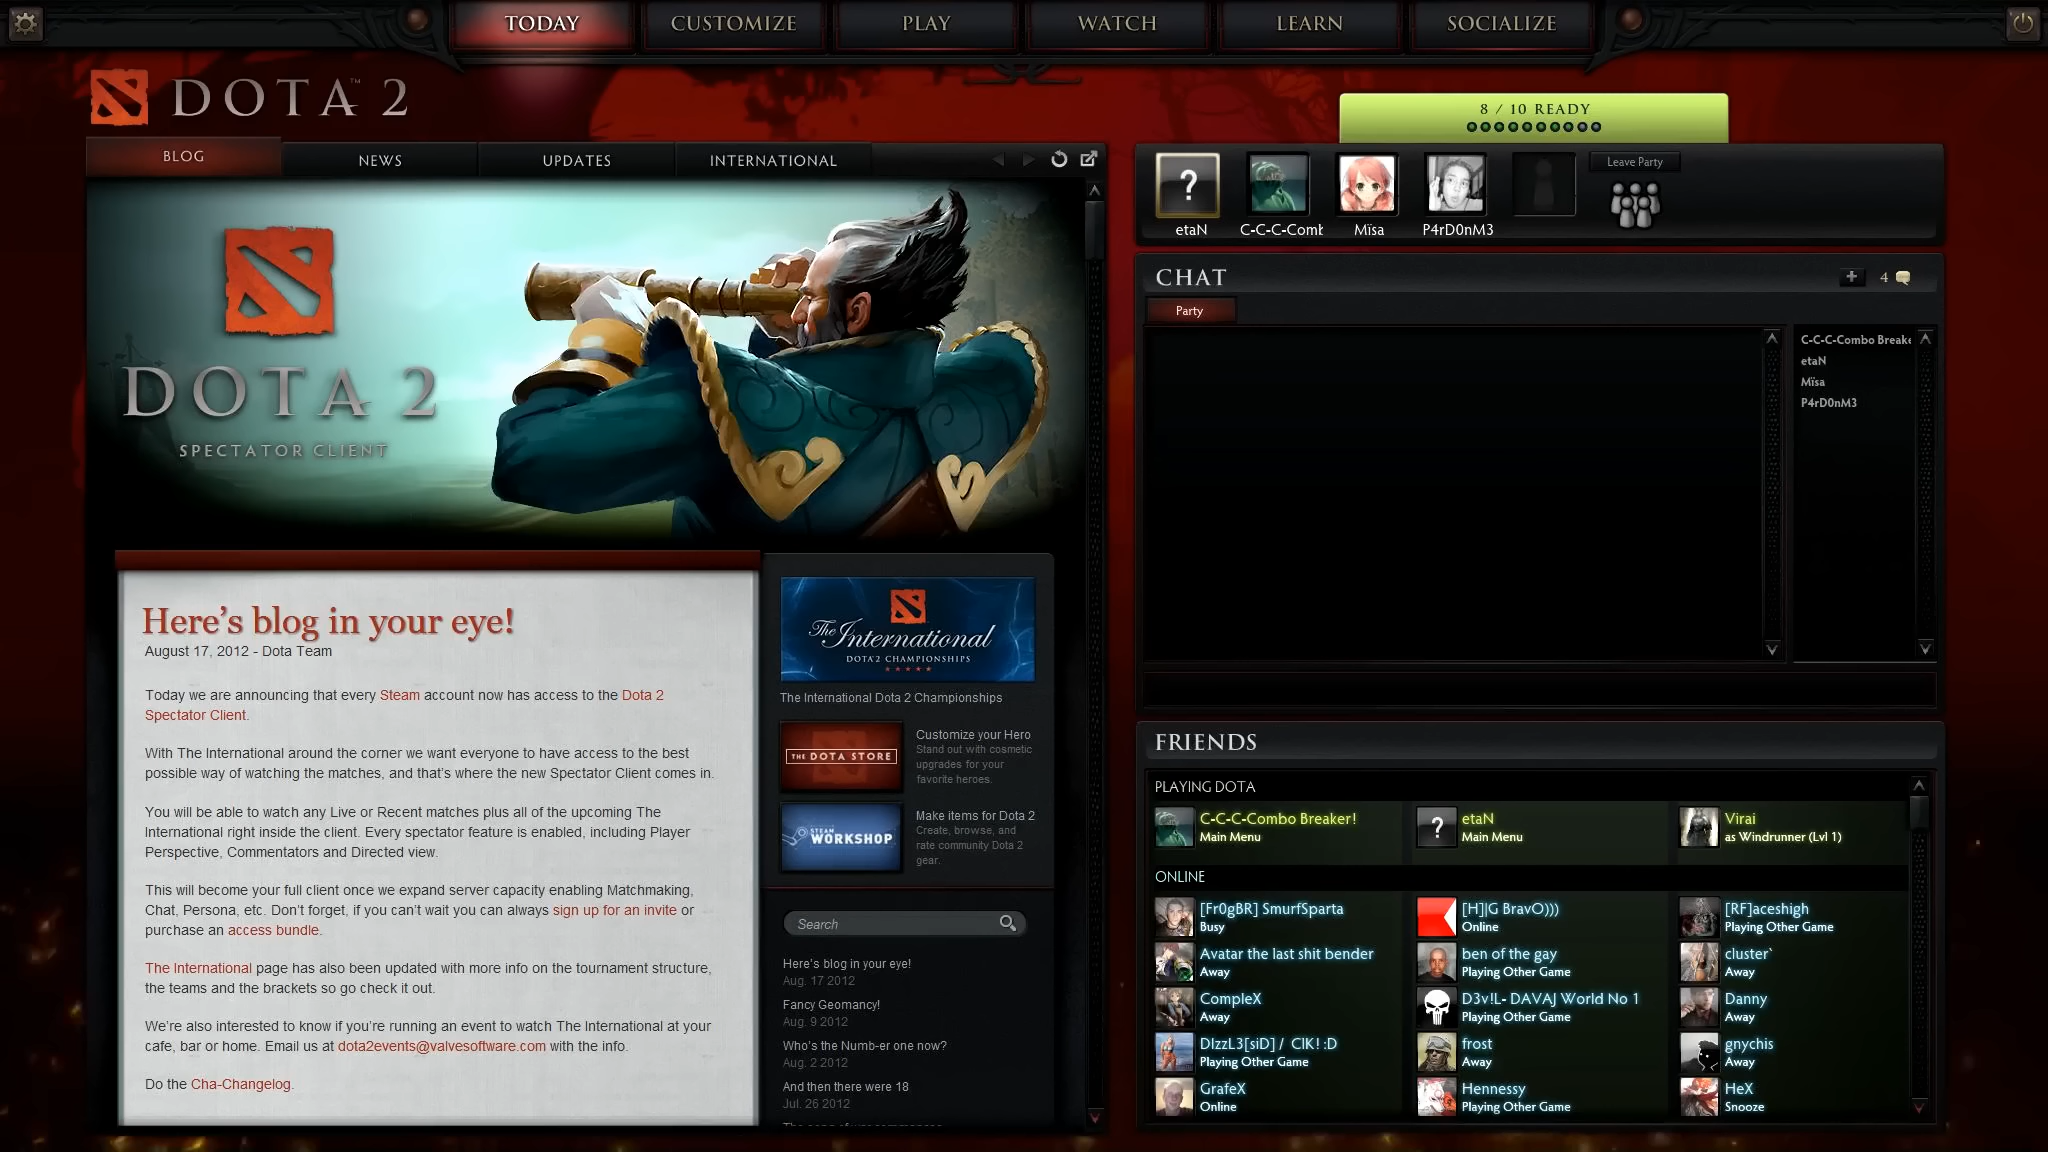 TODAY
CUSTOMIZE
PLAY
WATCH
LEARN
SOCIALIZE
DOTA™ 2
8 / 10 READY
BLOG
NEWS
UPDATES
INTERNATIONAL
DOTA 2
SPECTATOR CLIENT
Here's blog in your eye!
August 17, 2012 - Dota Team
Today we are announcing that every Steam account now has access to the Dota 2
Spectator Client.
With The International around the corner we want everyone to have access to the best
possible way of watching the matches, and that's where the new Spectator Client comes in.
You will be able to watch any Live or Recent matches plus all of the upcoming The
International right inside the client. Every spectator feature is enabled, including Player
Perspective, Commentators and Directed view.
This will become your full client once we expand server capacity enabling Matchmaking,
Chat, Persona, etc. Don't forget, if you can't wait you can always sign up for an invite or
purchase an access bundle.
The International page has also been updated with more info on the tournament structure,
the teams and the brackets so go check it out.
We're also interested to know if you're running an event to watch The International at your
cafe, bar or home. Email us at dota2events@valvesoftware.com with the info.
Do the Cha-Changelog.
The International
DOTA 2 CHAMPIONSHIPS
The International Dota 2 Championships
THE DOTA STORE
Customize your Hero
Stand out with cosmetic
upgrades for your
favorite heroes.
STEAM
WORKSHOP
Make items for Dota 2
Create, browse, and
rate community Dota 2
gear.
Search
Here's blog in your eye!
Aug. 17 2012
Fancy Geomancy!
Aug. 9 2012
Who's the Numb-er one now?
Aug. 2 2012
And then there were 18
Jul. 26 2012
?
etaN
C-C-C-Comb
Mïsa
P4rD0nM3
Leave Party
CHAT
+
4
Party
C-C-C-Combo Breake
etaN
Mïsa
P4rD0nM3
FRIENDS
PLAYING DOTA
C-C-C-Combo Breaker!
Main Menu
?
etaN
Main Menu
Virai
as Windrunner (Lvl 1)
ONLINE
[Fr0gBR] SmurfSparta
Busy
[H]|G BravO)))
Online
[RF]aceshigh
Playing Other Game
Avatar the last shit bender
Away
ben of the gay
Playing Other Game
cluster`
Away
CompleX
Away
D3v!L- DAVAJ World No 1
Playing Other Game
Danny
Away
DIzzL3[siD] / ClK! :D
Playing Other Game
frost
Away
gnychis
Away
GrafeX
Online
Hennessy
Playing Other Game
HeX
Snooze